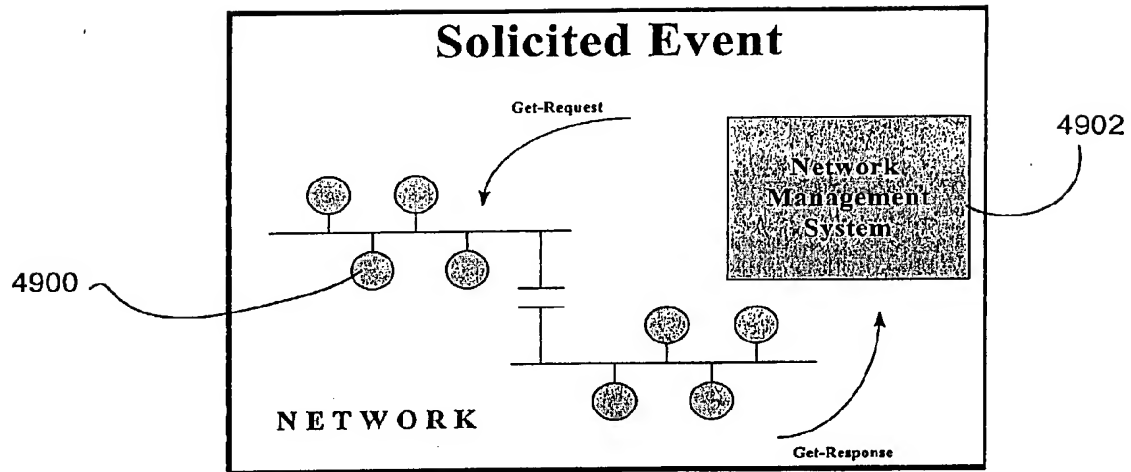 Solicited Event
Get-Request
4902
Network
Management
System
4900
NETWORK
Get-Response